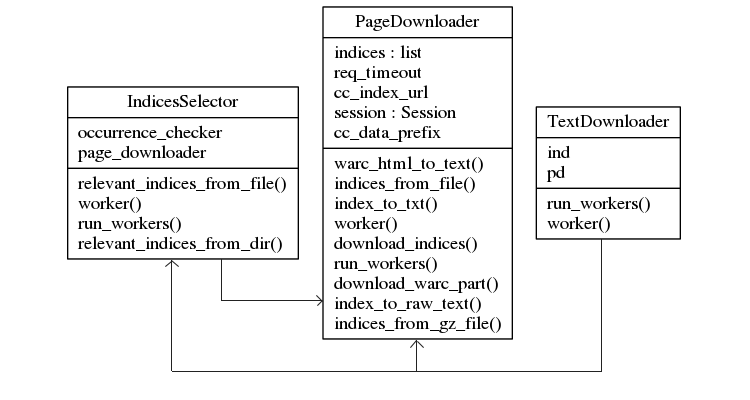 PageDownloader
indices : list
req_timeout
cc_index_url
session : Session
cc_data_prefix
warc_html_to_text()
indices_from_file()
index_to_txt()
worker()
download_indices()
run_workers()
download_warc_part()
index_to_raw_text()
indices_from_gz_file()
IndicesSelector
occurrence_checker
page_downloader
relevant_indices_from_file()
worker()
run_workers()
relevant_indices_from_dir()
TextDownloader
ind
pd
run_workers()
worker()